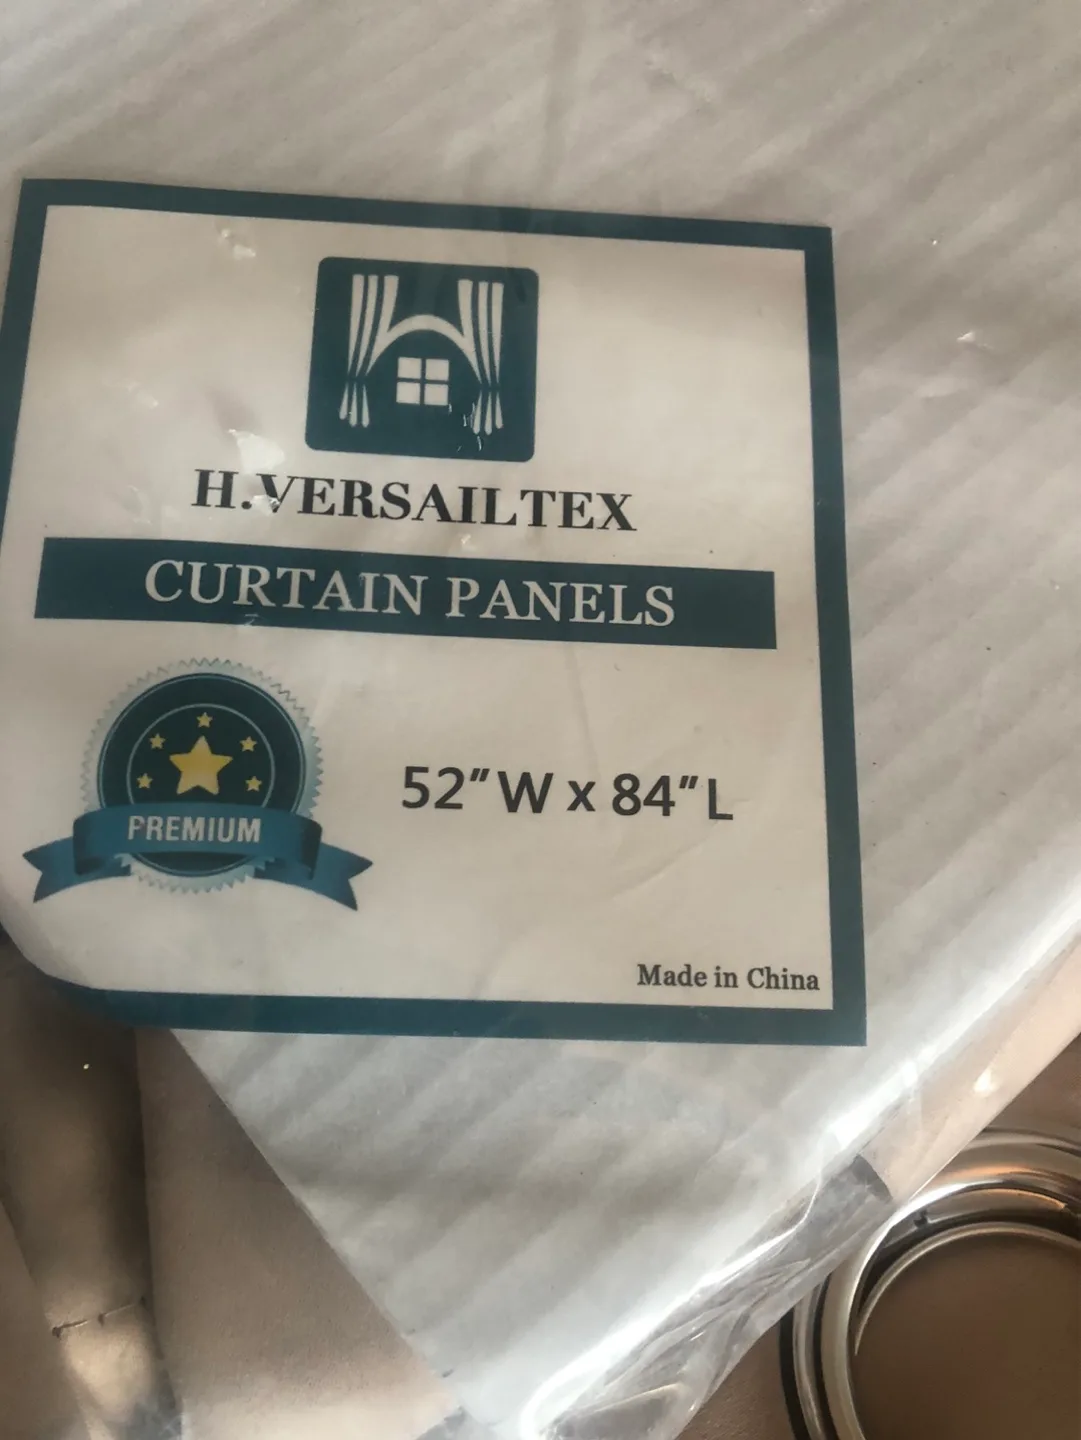 H.VERSAILTEX
CURTAIN PANELS
PREMIUM
52"W x 84"L
Made in China